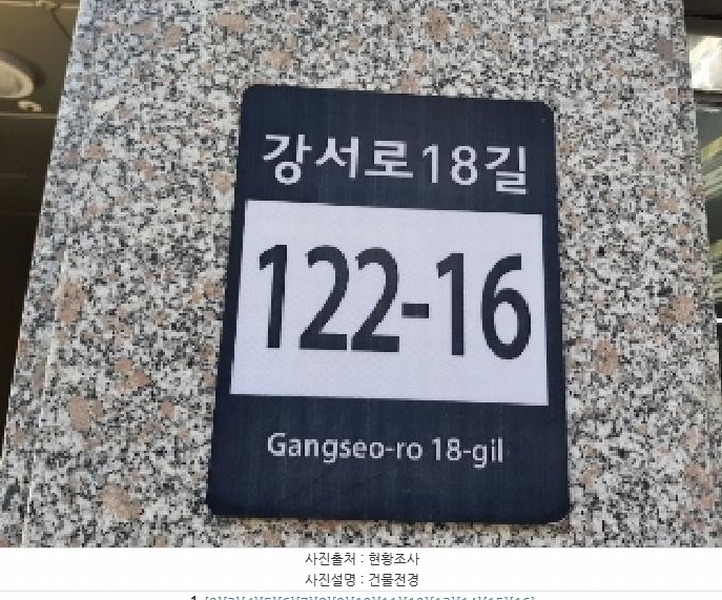 강서로18길
122-16
Gangseo-ro 18-gil
사진출처 : 현황조사
사진설명 : 건물전경